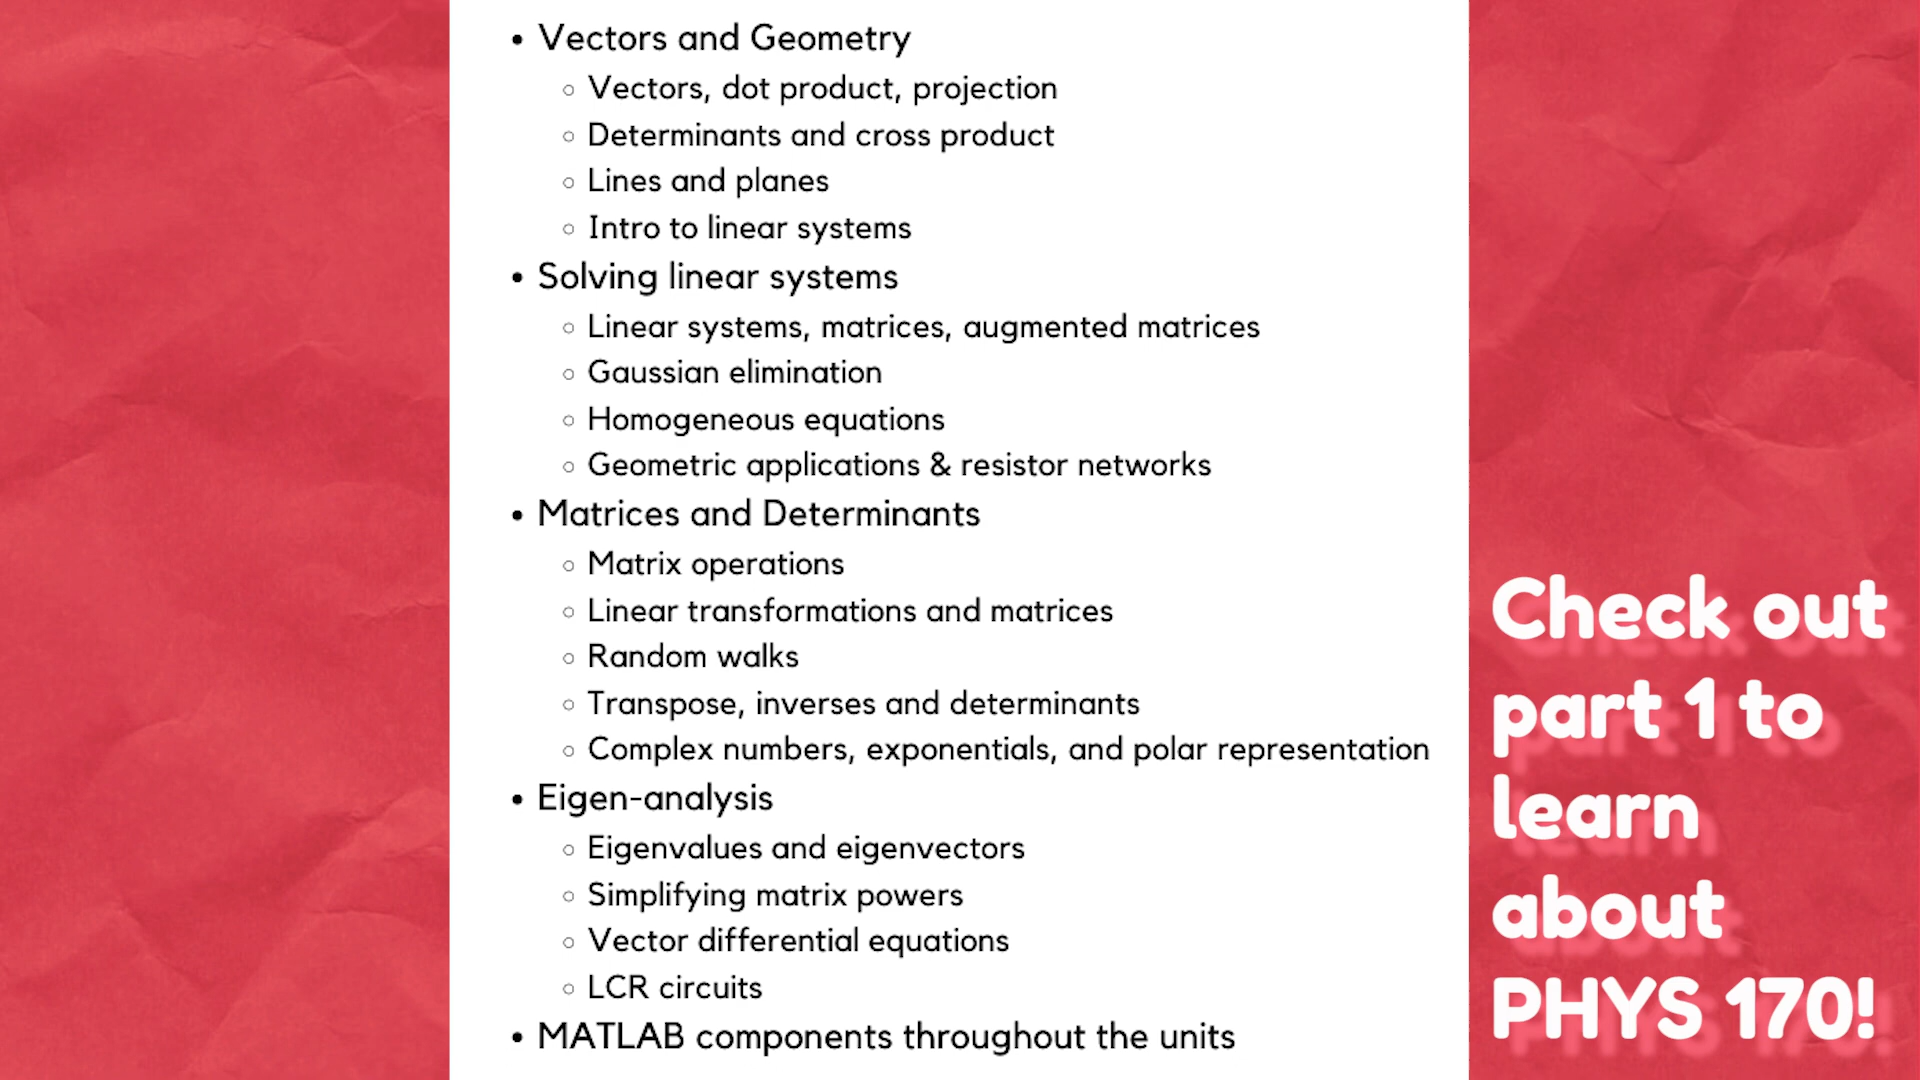 • Vectors and Geometry
◦ Vectors, dot product, projection
◦ Determinants and cross product
◦ Lines and planes
◦ Intro to linear systems
• Solving linear systems
◦ Linear systems, matrices, augmented matrices
◦ Gaussian elimination
◦ Homogeneous equations
◦ Geometric applications & resistor networks
• Matrices and Determinants
◦ Matrix operations
◦ Linear transformations and matrices
◦ Random walks
◦ Transpose, inverses and determinants
◦ Complex numbers, exponentials, and polar representation
• Eigen-analysis
◦ Eigenvalues and eigenvectors
◦ Simplifying matrix powers
◦ Vector differential equations
◦ LCR circuits
• MATLAB components throughout the units
Check out
part 1 to
learn
about
PHYS 170!